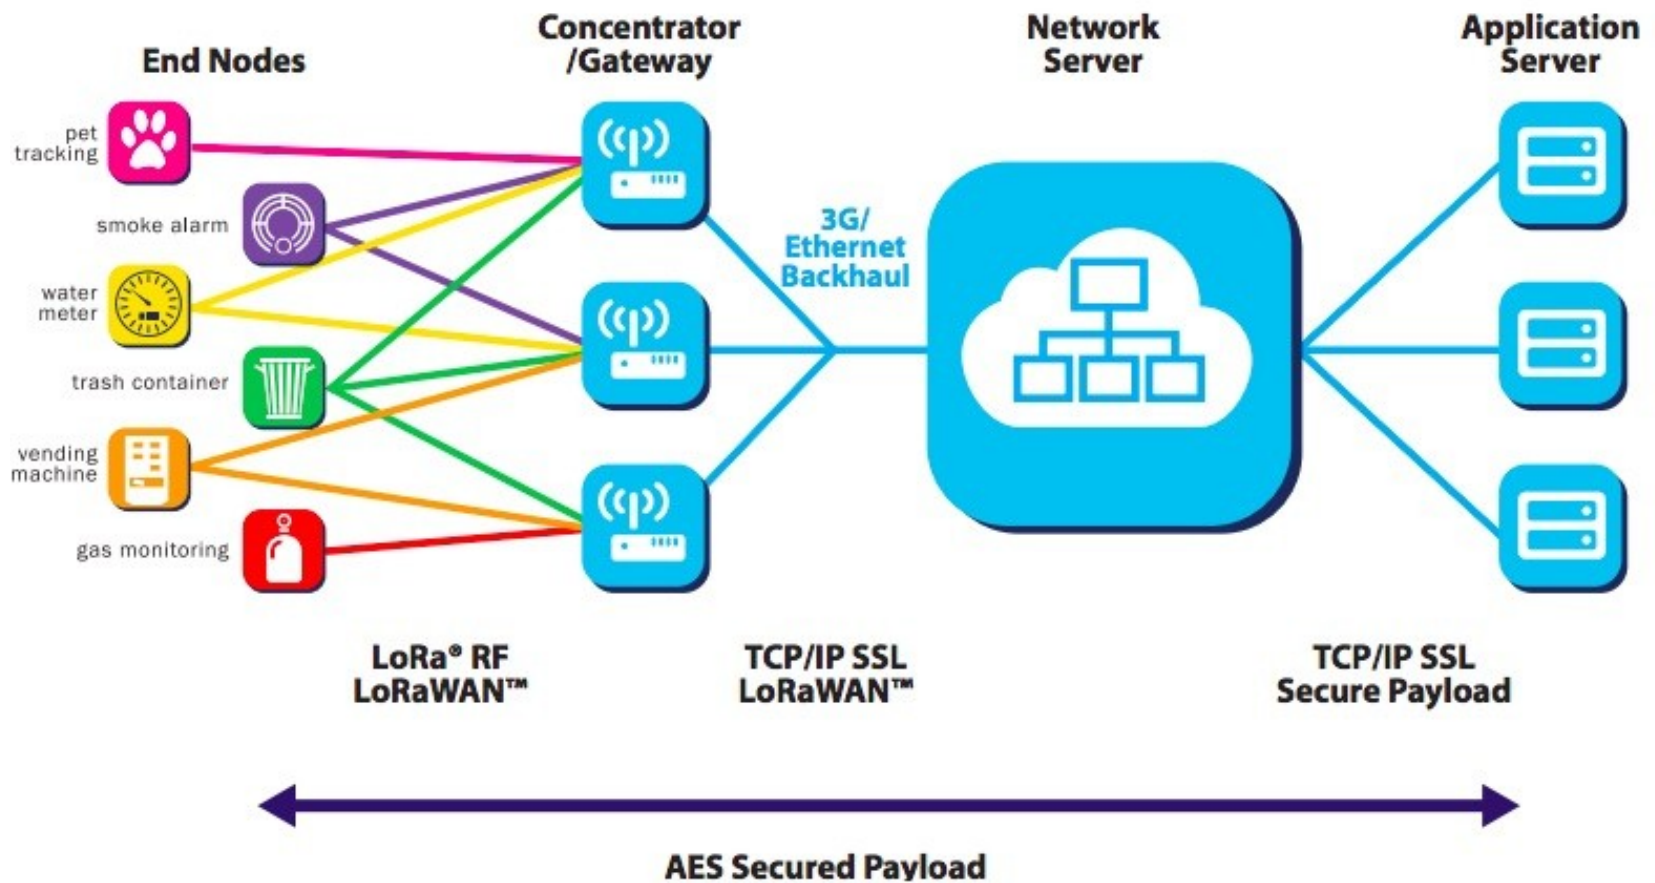 End Nodes
Concentrator
/Gateway
Network
Server
Application
Server
pet
tracking
smoke alarm
water
meter
trash container
vending
machine
gas monitoring
3G/
Ethernet
Backhaul
LoRa® RF
LoRaWAN™
TCP/IP SSL
LoRaWAN™
TCP/IP SSL
Secure Payload
AES Secured Payload